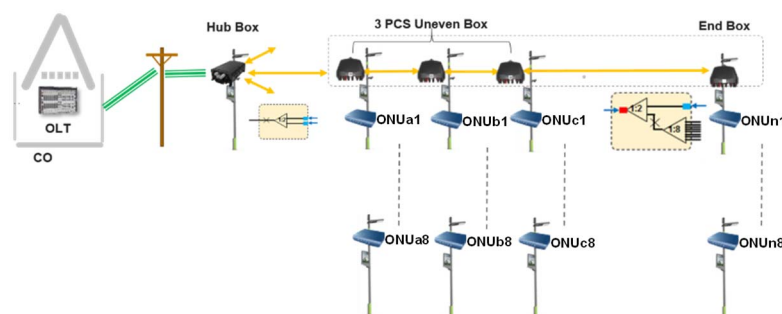 3 PCS Uneven Box
Hub Box
End Box
OLT
CO
ONUa1
ONUb1
ONUc1
ONUn1
1:2
1:8
ONUa8
ONUb8
ONUc8
ONUn8